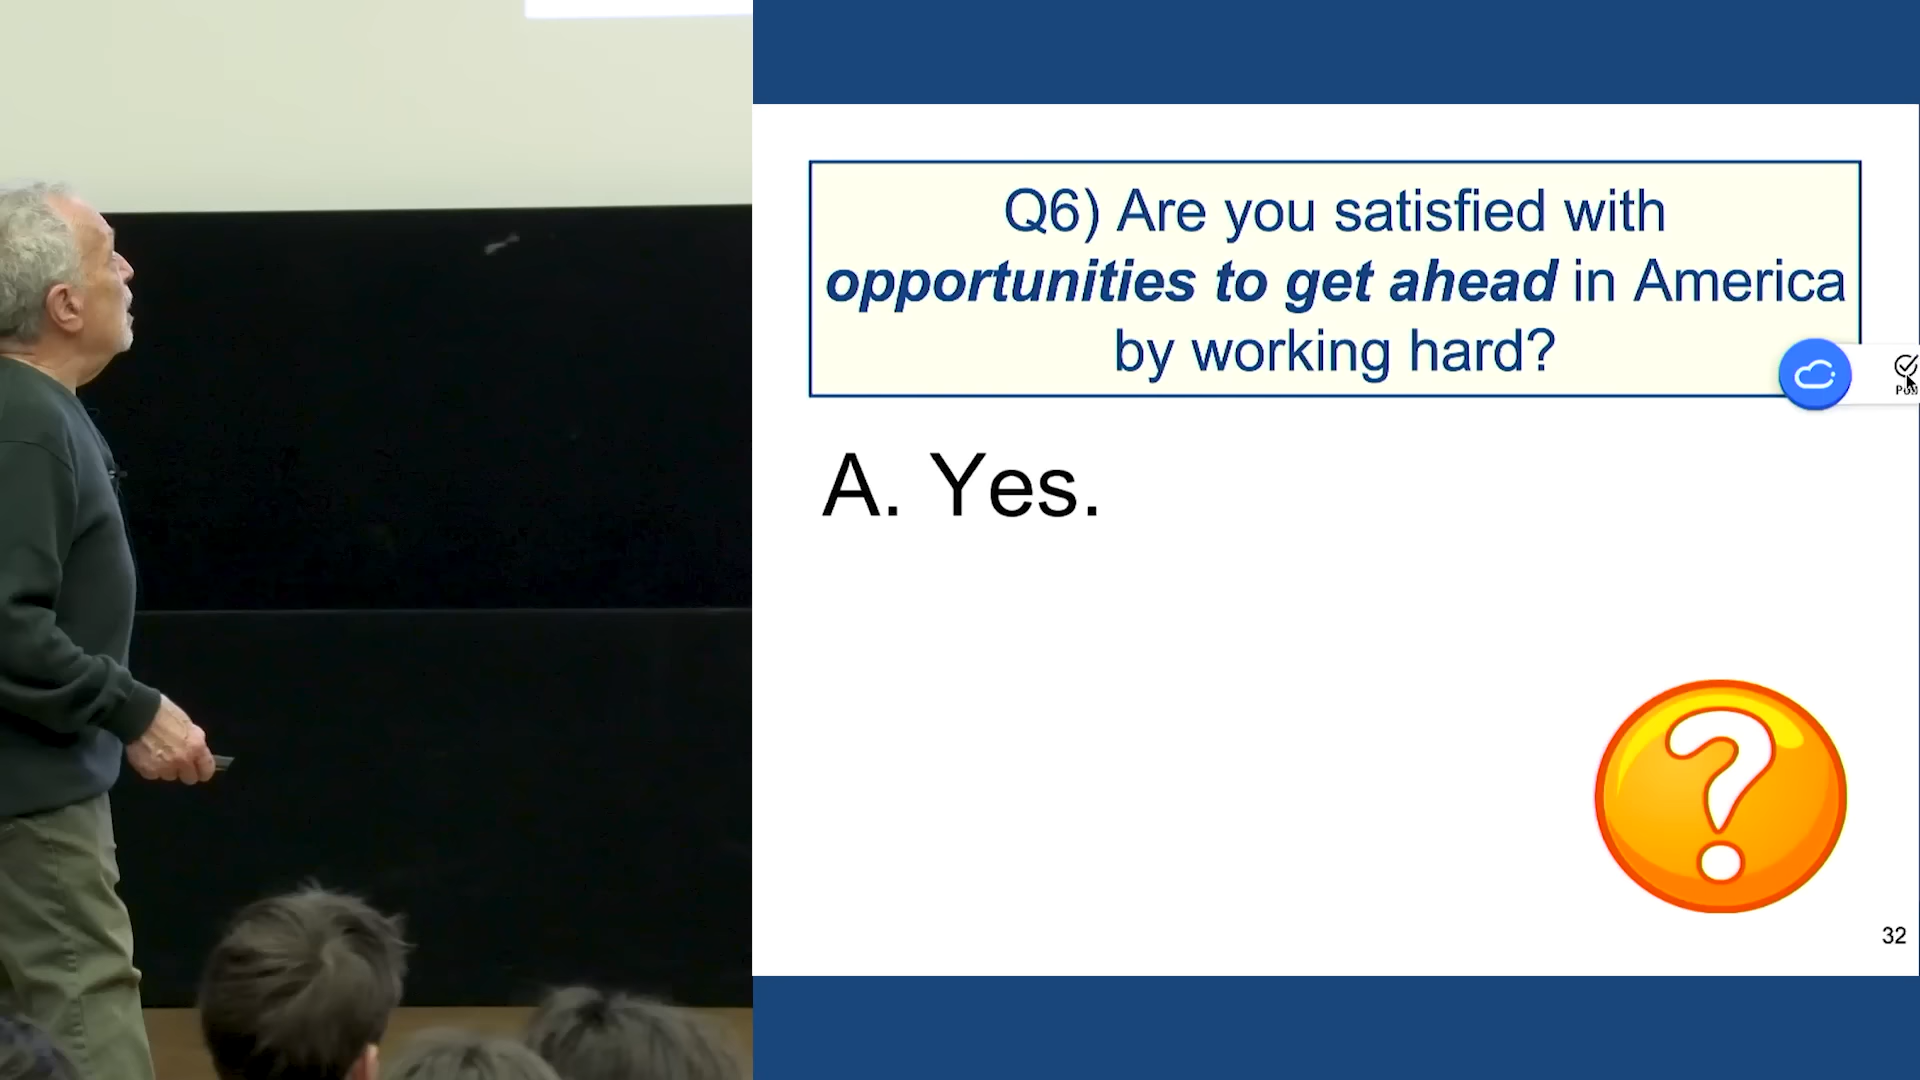 Q6) Are you satisfied with
opportunities to get ahead in America
by working hard?
A. Yes.
32